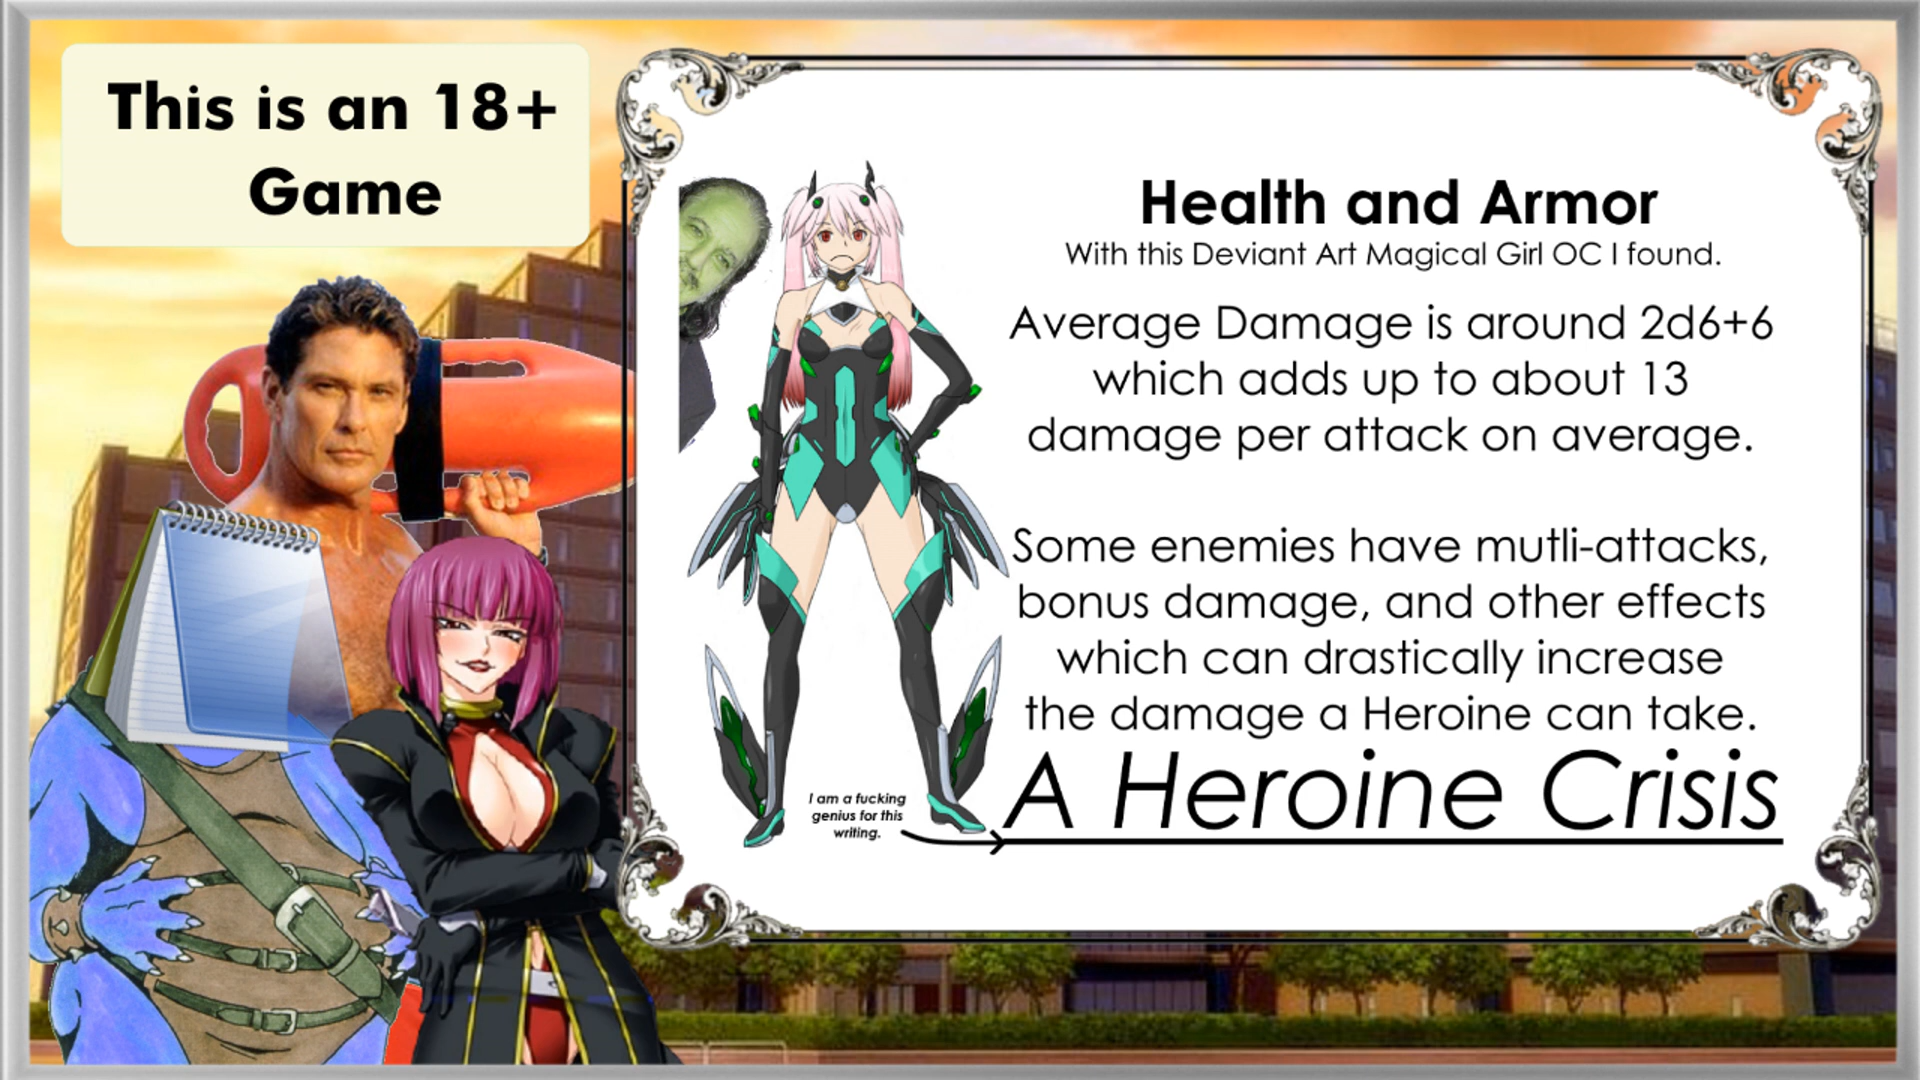 This is an 18+
Game
Health and Armor
With this Deviant Art Magical Girl OC I found.
Average Damage is around 2d6+6
which adds up to about 13
damage per attack on average.
Some enemies have mutli-attacks,
bonus damage, and other effects
which can drastically increase
the damage a Heroine can take.
A Heroine Crisis
I am a fucking
genius for this
writing.